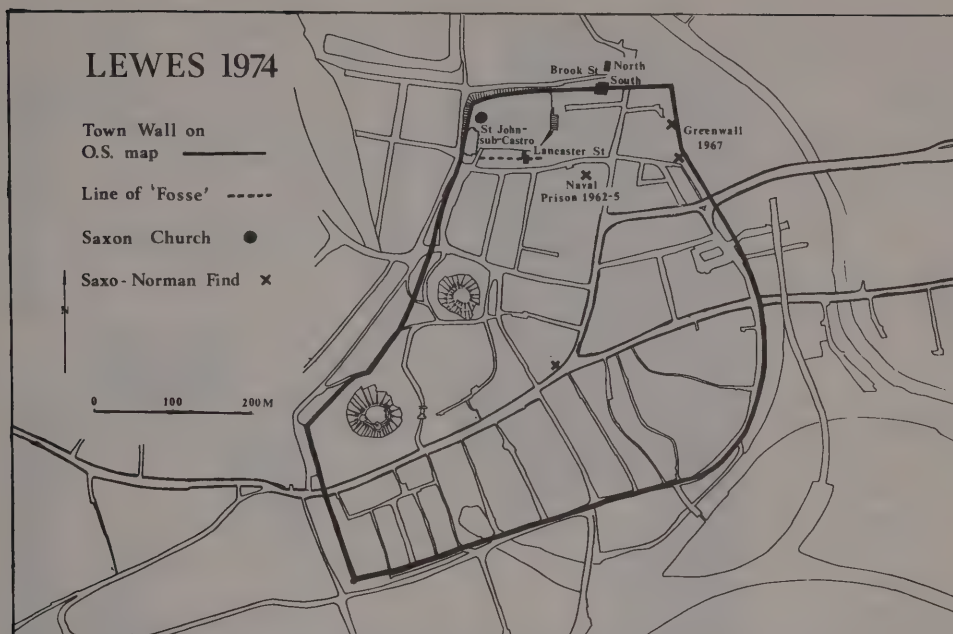 LEWES 1974
Town Wall on
O.S. map
Line of 'Fosse'
Saxon Church
Saxo-Norman Find
N
0 100 200 M
Brook St
North
South
St John-
sub-Castro
Lancaster St
Greenwall
1967
Naval
Prison 1962-5